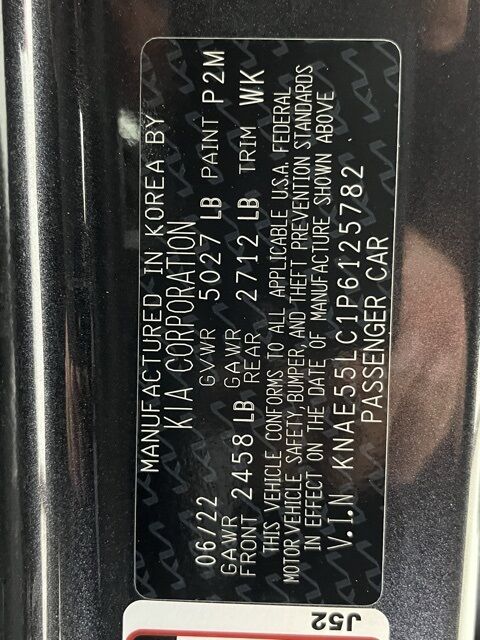 MANUFACTURED IN KOREA BY
KIA CORPORATION
06/22 GVWR 5027 LB PAINT P2M
GAWR FRONT 2458 LB GAWR REAR 2712 LB TRIM WK
THIS VEHICLE CONFORMS TO ALL APPLICABLE U.S.A. FEDERAL
MOTOR VEHICLE SAFETY, BUMPER, AND THEFT PREVENTION STANDARDS
IN EFFECT ON THE DATE OF MANUFACTURE SHOWN ABOVE
V.I.N KNAE55LC1P6125782
PASSENGER CAR
J52